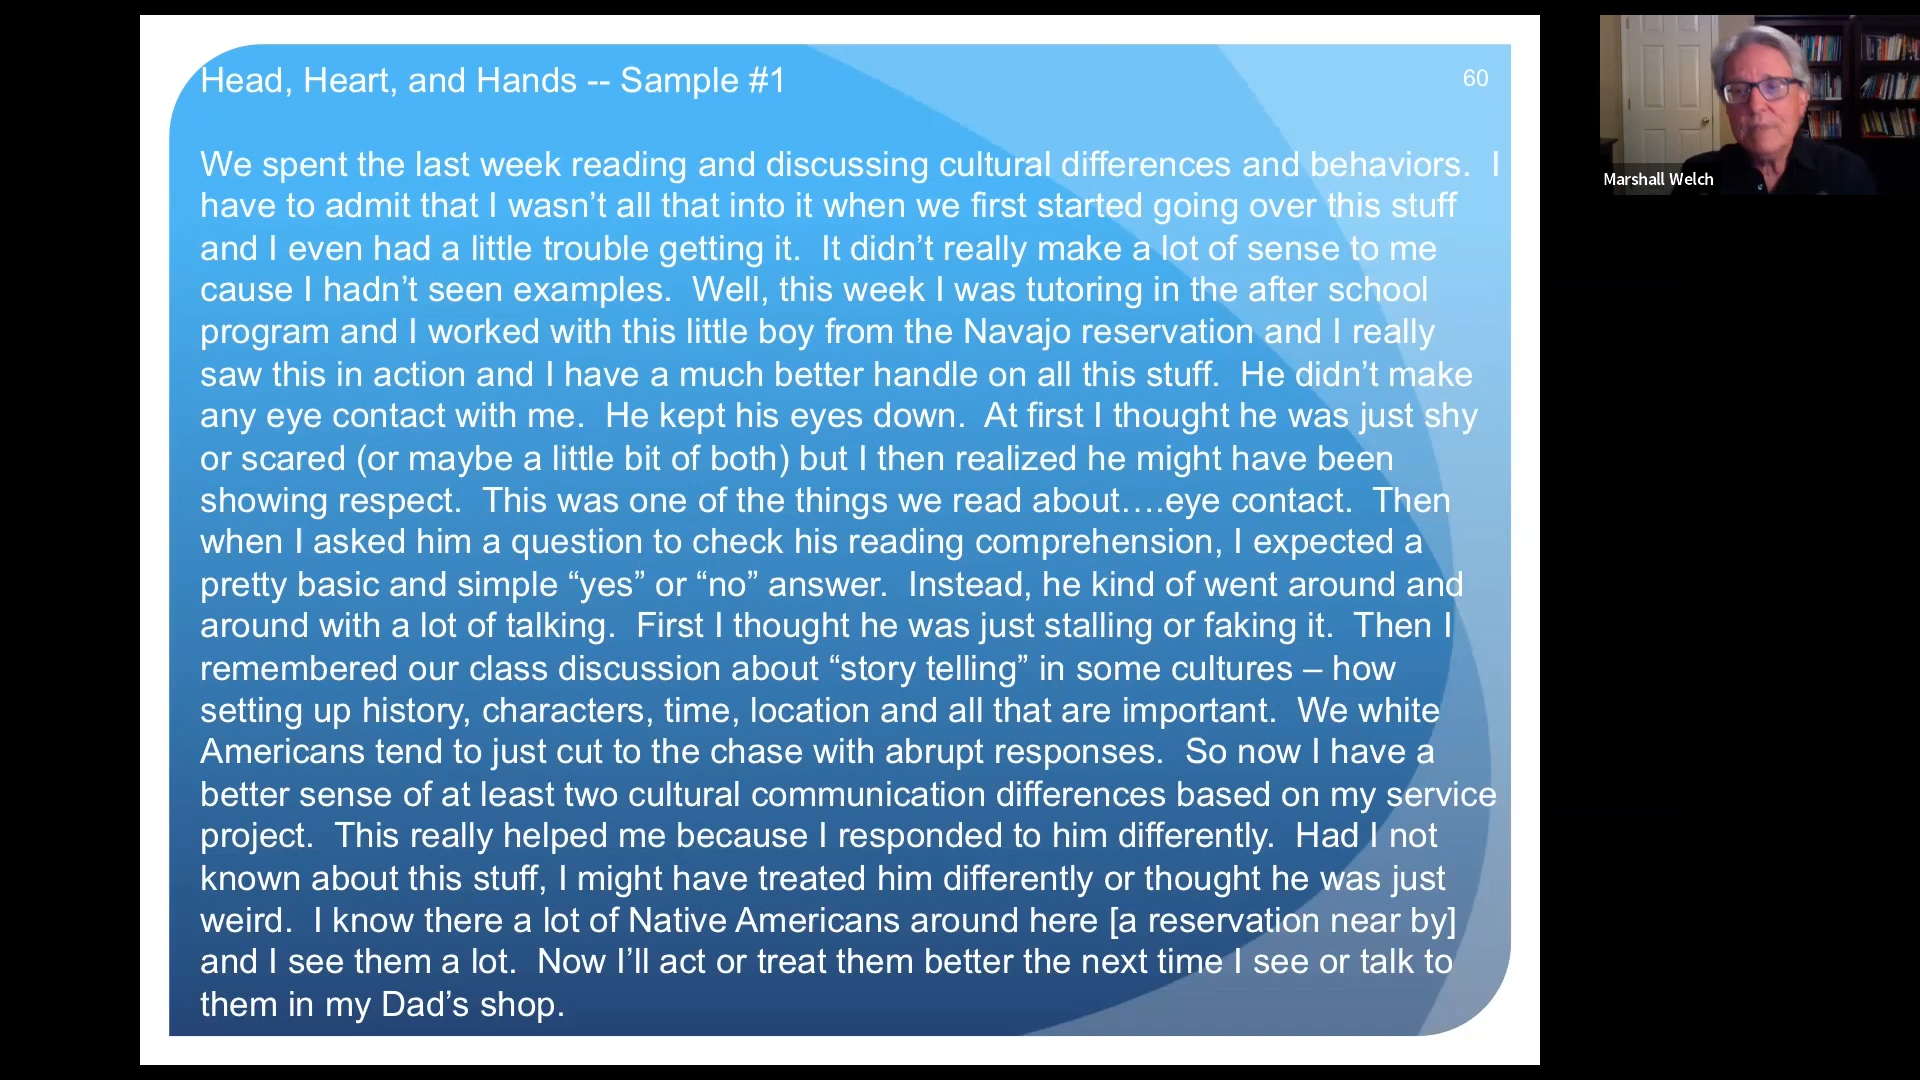 Head, Heart, and Hands -- Sample #1
60
We spent the last week reading and discussing cultural differences and behaviors.  I
have to admit that I wasn’t all that into it when we first started going over this stuff
and I even had a little trouble getting it.  It didn’t really make a lot of sense to me
cause I hadn’t seen examples.  Well, this week I was tutoring in the after school
program and I worked with this little boy from the Navajo reservation and I really
saw this in action and I have a much better handle on all this stuff.  He didn’t make
any eye contact with me.  He kept his eyes down.  At first I thought he was just shy
or scared (or maybe a little bit of both) but I then realized he might have been
showing respect.  This was one of the things we read about….eye contact.  Then
when I asked him a question to check his reading comprehension, I expected a
pretty basic and simple “yes” or “no” answer.  Instead, he kind of went around and
around with a lot of talking.  First I thought he was just stalling or faking it.  Then I
remembered our class discussion about “story telling” in some cultures – how
setting up history, characters, time, location and all that are important.  We white
Americans tend to just cut to the chase with abrupt responses.  So now I have a
better sense of at least two cultural communication differences based on my service
project.  This really helped me because I responded to him differently.  Had I not
known about this stuff, I might have treated him differently or thought he was just
weird.  I know there a lot of Native Americans around here [a reservation near by]
and I see them a lot.  Now I’ll act or treat them better the next time I see or talk to
them in my Dad’s shop.
Marshall Welch